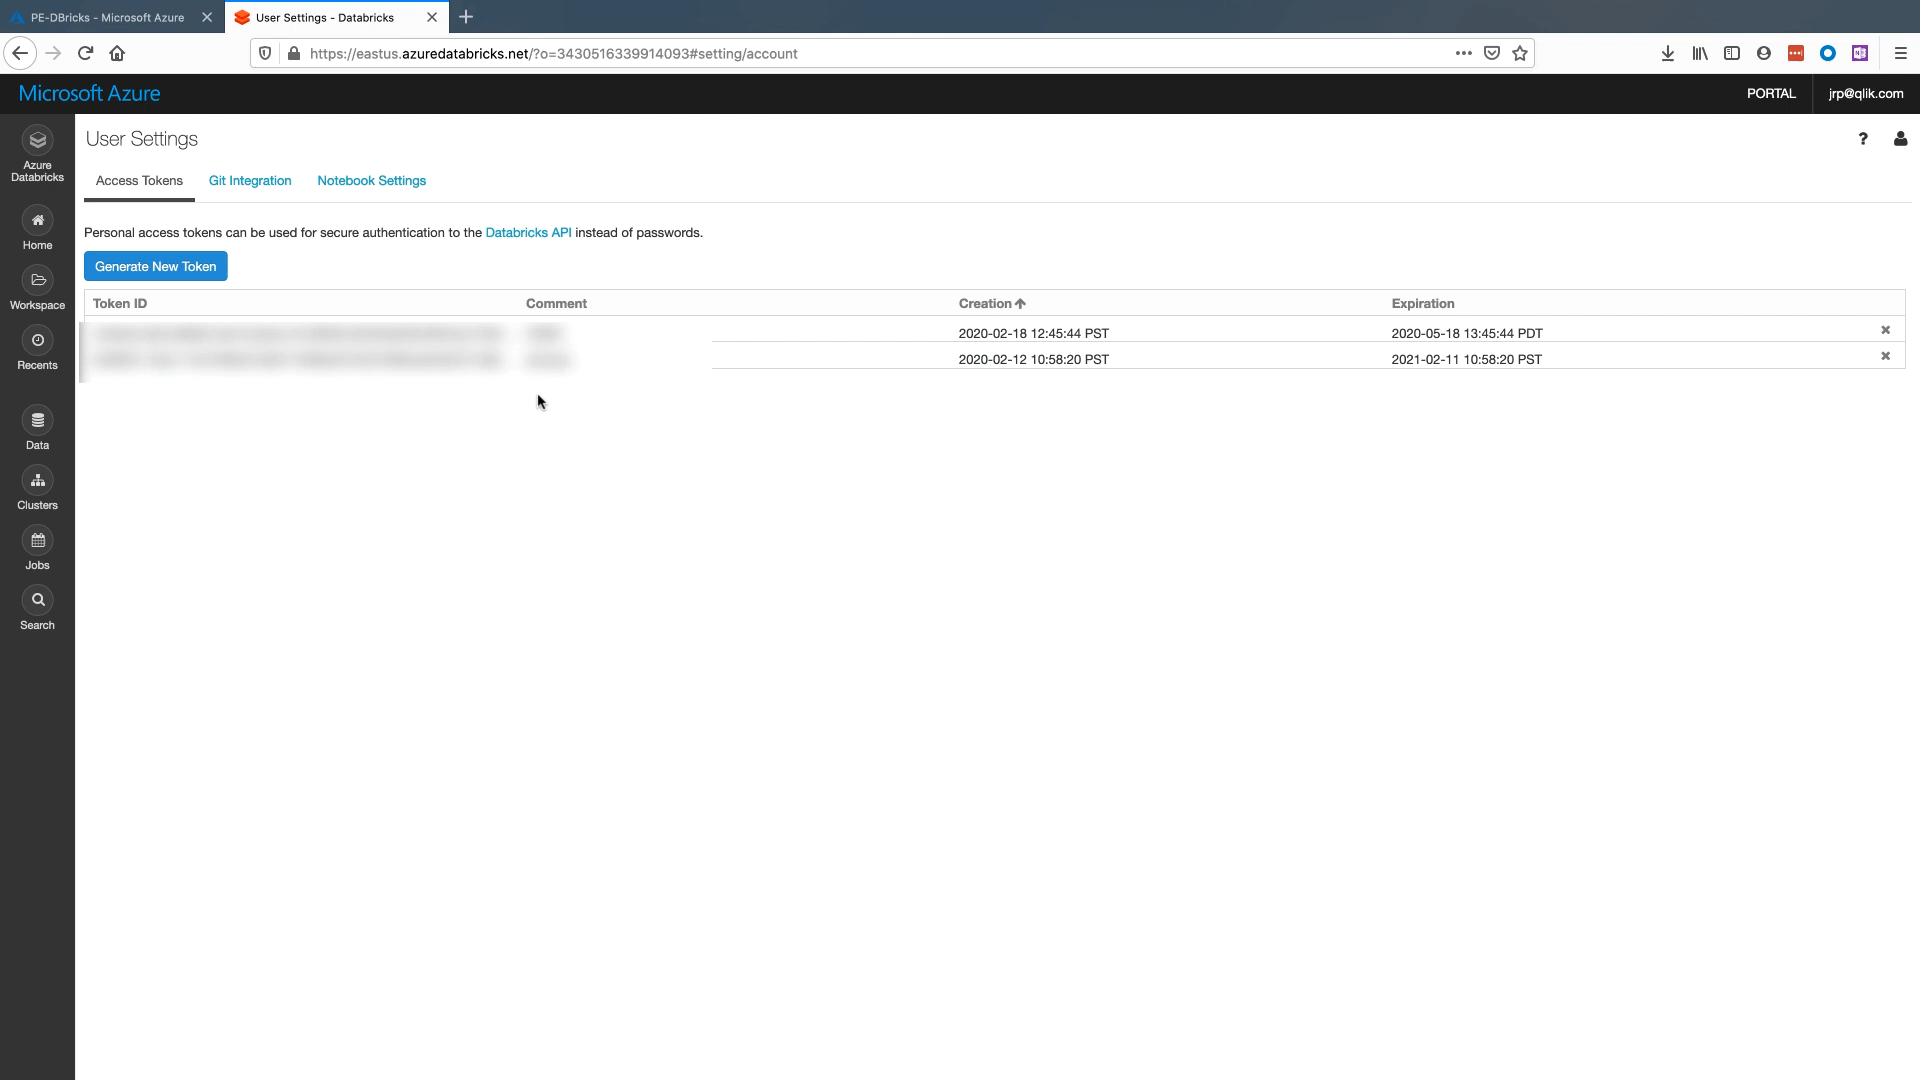 PE-DBricks - Microsoft Azure
User Settings - Databricks
https://eastus.azuredatabricks.net/?o=3430516339914093#setting/account
Microsoft Azure
PORTAL
jrp@qlik.com
Azure
Databricks
Home
Workspace
Recents
Data
Clusters
Jobs
Search
User Settings
?
Access Tokens
Git Integration
Notebook Settings
Personal access tokens can be used for secure authentication to the Databricks API instead of passwords.
Generate New Token
Token ID Comment Creation Expiration
2020-02-18 12:45:44 PST 2020-05-18 13:45:44 PDT
2020-02-12 10:58:20 PST 2021-02-11 10:58:20 PST